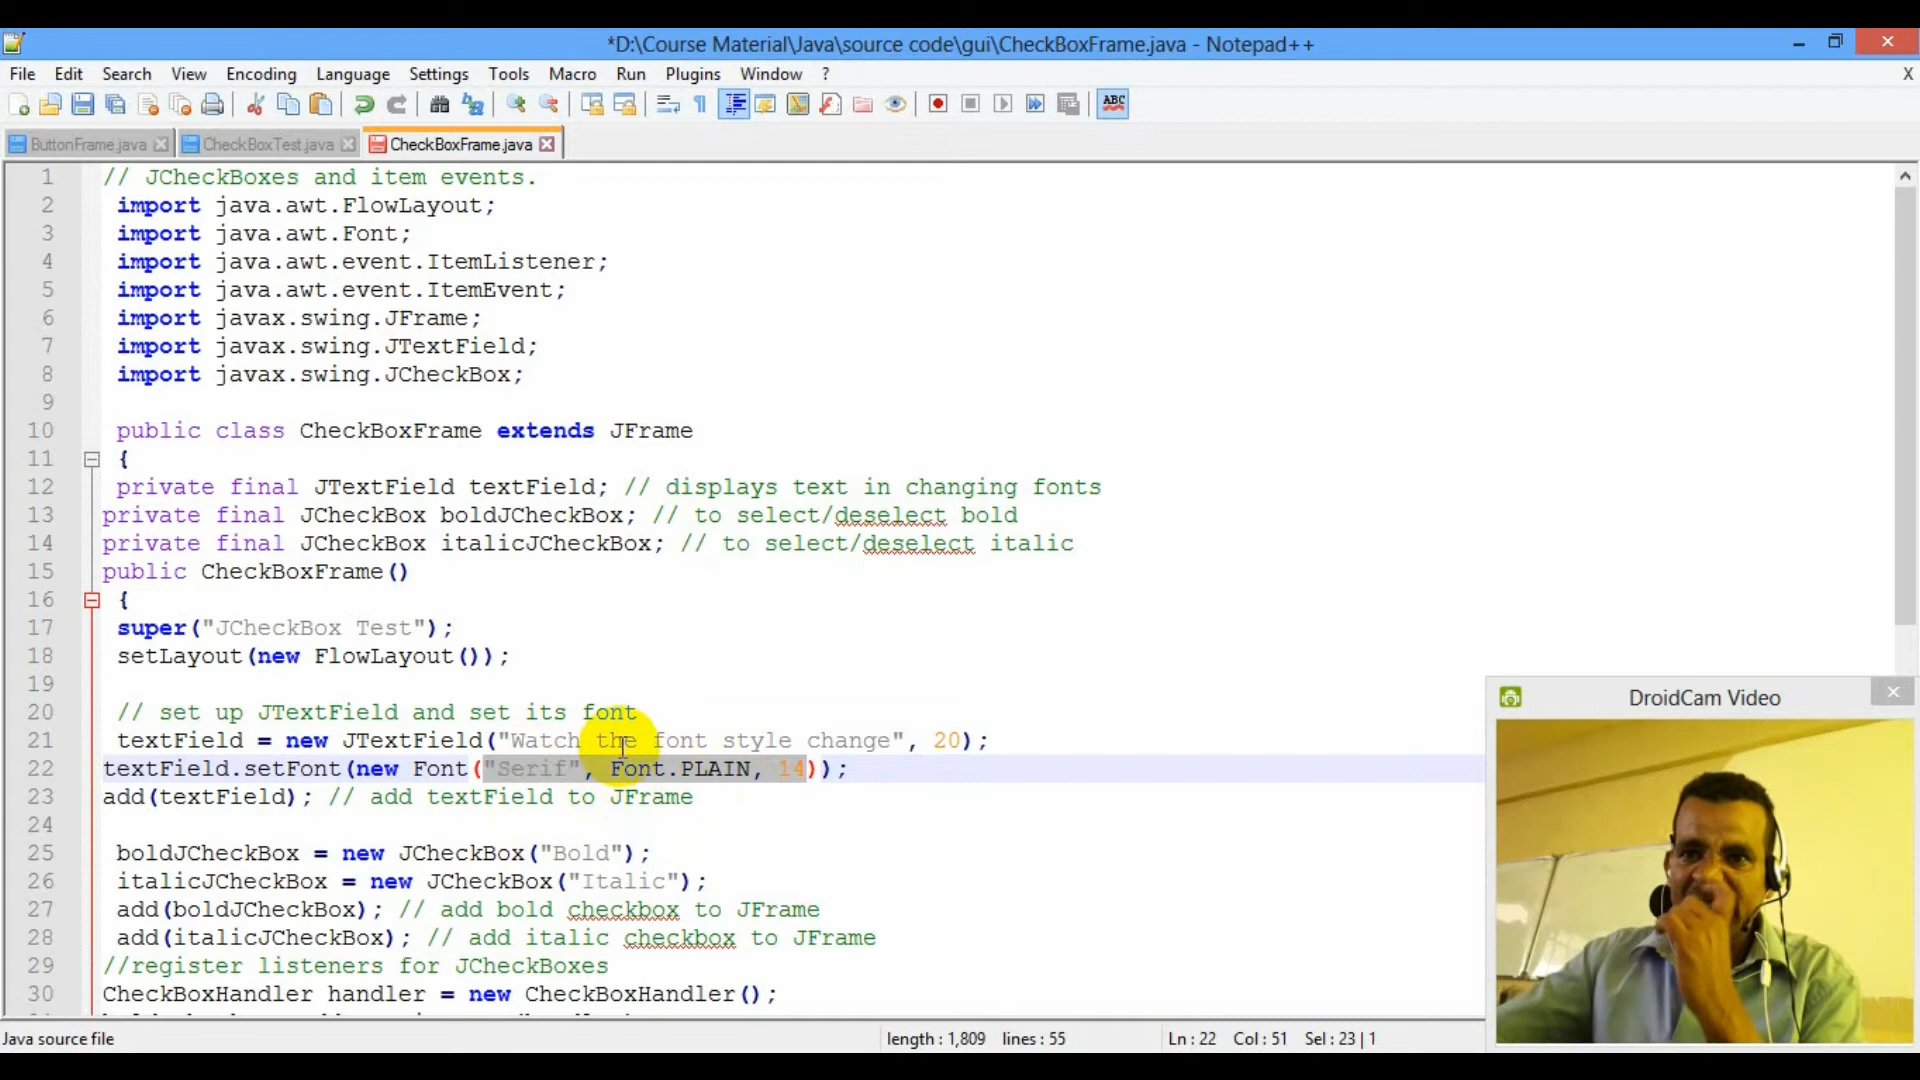 *D:\Course Material\Java\source code\gui\CheckBoxFrame.java - Notepad++
File Edit Search View Encoding Language Settings Tools Macro Run Plugins Window ? X
ABC
ButtonFrame.java CheckBoxTest.java CheckBoxFrame.java
1 // JCheckBoxes and item events.
2 import java.awt.FlowLayout;
3 import java.awt.Font;
4 import java.awt.event.ItemListener;
5 import java.awt.event.ItemEvent;
6 import javax.swing.JFrame;
7 import javax.swing.JTextField;
8 import javax.swing.JCheckBox;
9
10 public class CheckBoxFrame extends JFrame
11 {
12 private final JTextField textField; // displays text in changing fonts
13 private final JCheckBox boldJCheckBox; // to select/deselect bold
14 private final JCheckBox italicJCheckBox; // to select/deselect italic
15 public CheckBoxFrame()
16 {
17 super("JCheckBox Test");
18 setLayout(new FlowLayout());
19
20 // set up JTextField and set its font
21 textField = new JTextField("Watch the font style change", 20);
22 textField.setFont(new Font("Serif", Font.PLAIN, 14));
23 add(textField); // add textField to JFrame
24
25 boldJCheckBox = new JCheckBox("Bold");
26 italicJCheckBox = new JCheckBox("Italic");
27 add(boldJCheckBox); // add bold checkbox to JFrame
28 add(italicJCheckBox); // add italic checkbox to JFrame
29 //register listeners for JCheckBoxes
30 CheckBoxHandler handler = new CheckBoxHandler();
DroidCam Video
Java source file length : 1,809 lines : 55 Ln : 22 Col : 51 Sel : 23 | 1